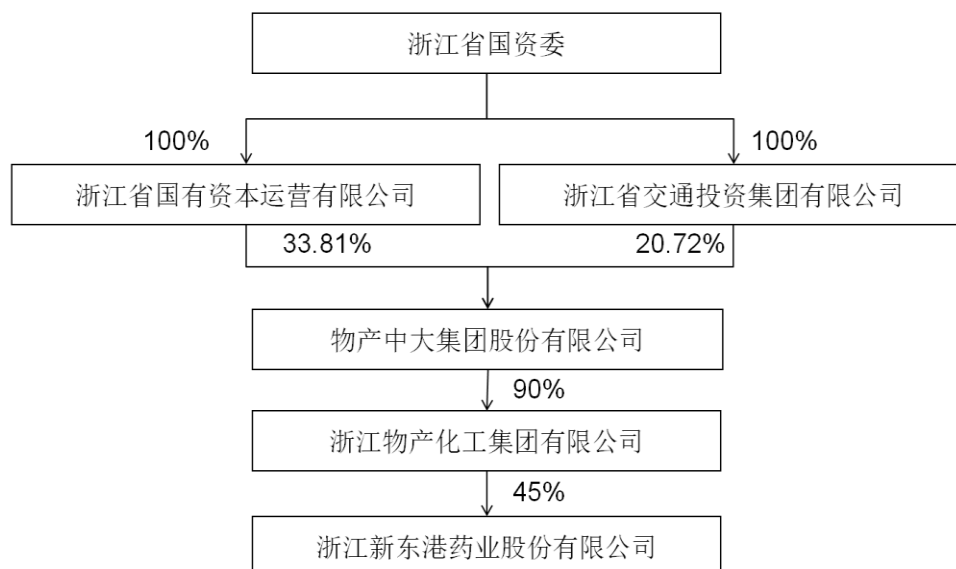 浙江省国资委
100%
100%
浙江省国有资本运营有限公司
浙江省交通投资集团有限公司
33.81%
20.72%
物产中大集团股份有限公司
90%
浙江物产化工集团有限公司
45%
浙江新东港药业股份有限公司